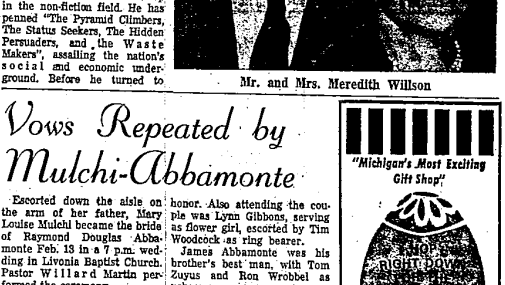 in the non-fiction field. He has
penned "The Pyramid Climbers,
The Status Seekers, The Hidden
Persuaders, and the Waste
Makers", assailing the nation's
social and economic under-
ground. Before he turned to
Mr. and Mrs. Meredith Willson
Vows Repeated by
Mulchi-Abbamonte
Escorted down the aisle on
the arm of her father, Mary
Louise Mulchi became the bride
of Raymond Douglas Abba-
monte Feb. 13 in a 7 p.m. wed-
ding in Livonia Baptist Church.
Pastor Willard Martin per-
formed the ceremony
honor. Also attending the cou-
ple was Lynn Gibbons, serving
as flower girl, escorted by Tim
Woodcock as ring bearer.
James Abbamonte was his
brother's best man, with Tom
Zuyus and Ron Wrobbel as
"Michigan's Most Exciting
Gift Shop"
HOP
RIGHT DOWN